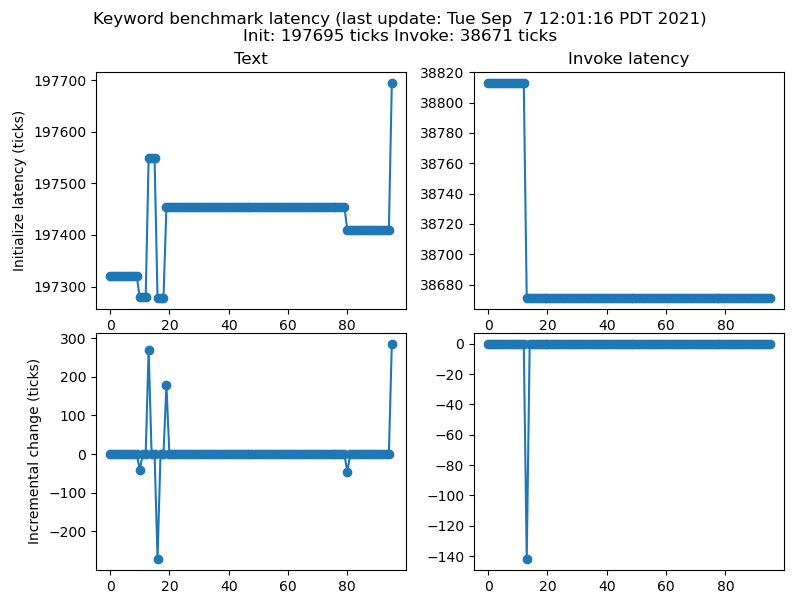 Keyword benchmark latency (last update: Tue Sep  7 12:01:16 PDT 2021)
Init: 197695 ticks Invoke: 38671 ticks
Text
Initialize latency (ticks)
197700
197600
197500
197400
197300
0 20 40 60 80
Invoke latency
38820
38800
38780
38760
38740
38720
38700
38680
0 20 40 60 80
Incremental change (ticks)
300
200
100
0
−100
−200
0 20 40 60 80
0
−20
−40
−60
−80
−100
−120
−140
0 20 40 60 80